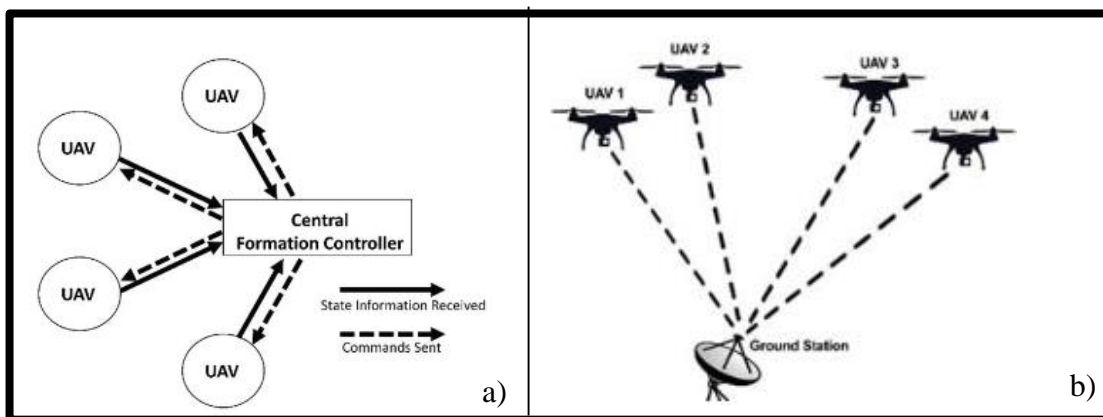 UAV
UAV
UAV
UAV
Central
Formation Controller
State Information Received
Commands Sent
a)
UAV 1
UAV 2
UAV 3
UAV 4
Ground Station
b)